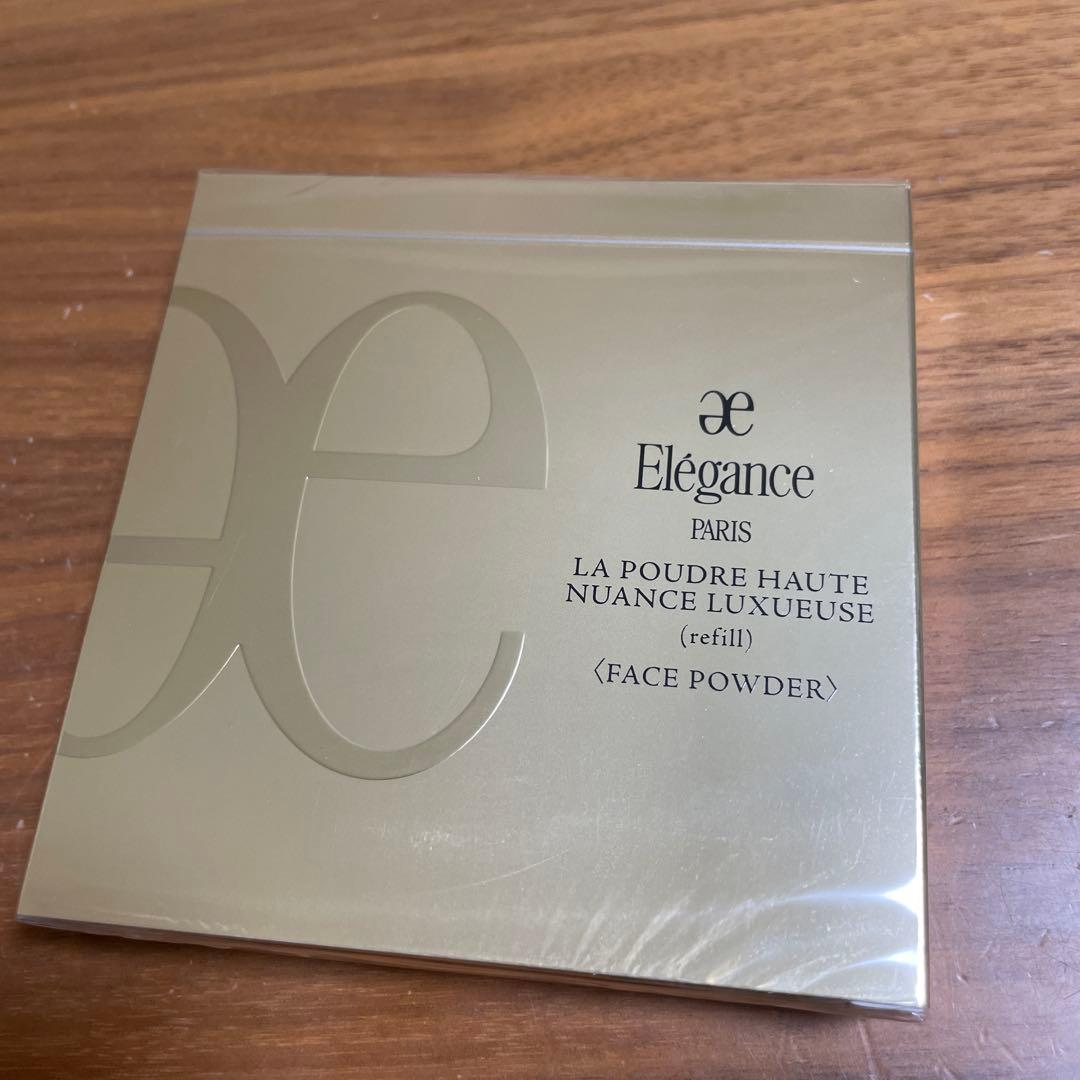 Elégance
PARIS
LA POUDRE HAUTE
NUANCE LUXUEUSE
(refill)
〈FACE POWDER〉